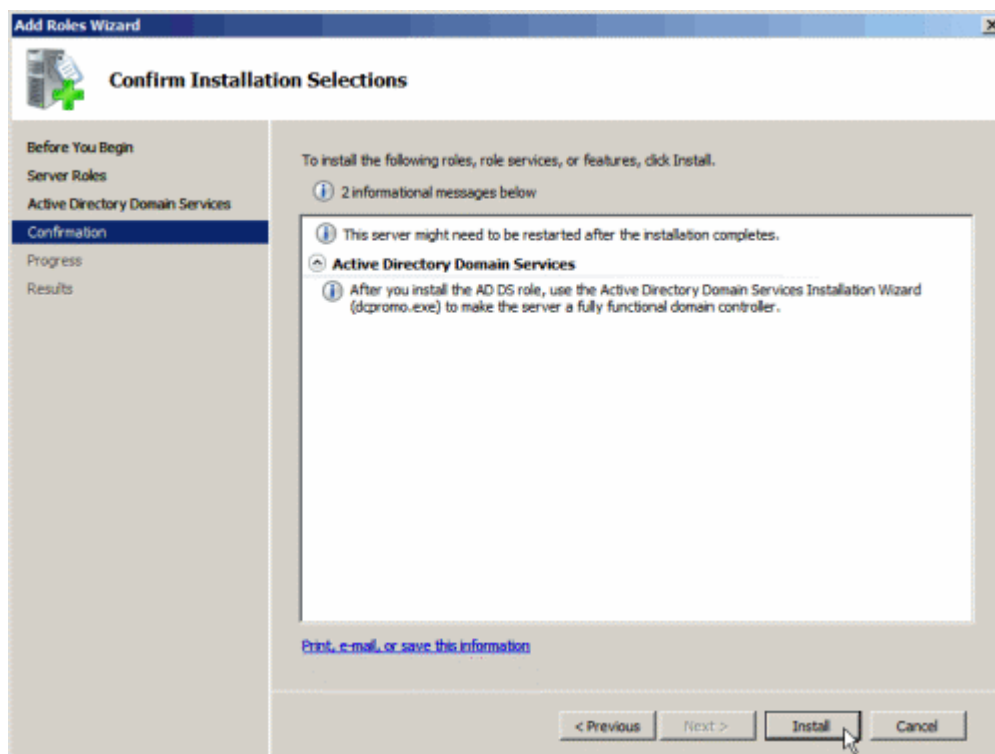 Add Roles Wizard
Confirm Installation Selections
Before You Begin
Server Roles
Active Directory Domain Services
Confirmation
Progress
Results
To install the following roles, role services, or features, click Install.
2 informational messages below
This server might need to be restarted after the installation completes.
Active Directory Domain Services
After you install the AD DS role, use the Active Directory Domain Services Installation Wizard
(dcpromo.exe) to make the server a fully functional domain controller.
Print, e-mail, or save this information
< Previous
Next >
Install
Cancel